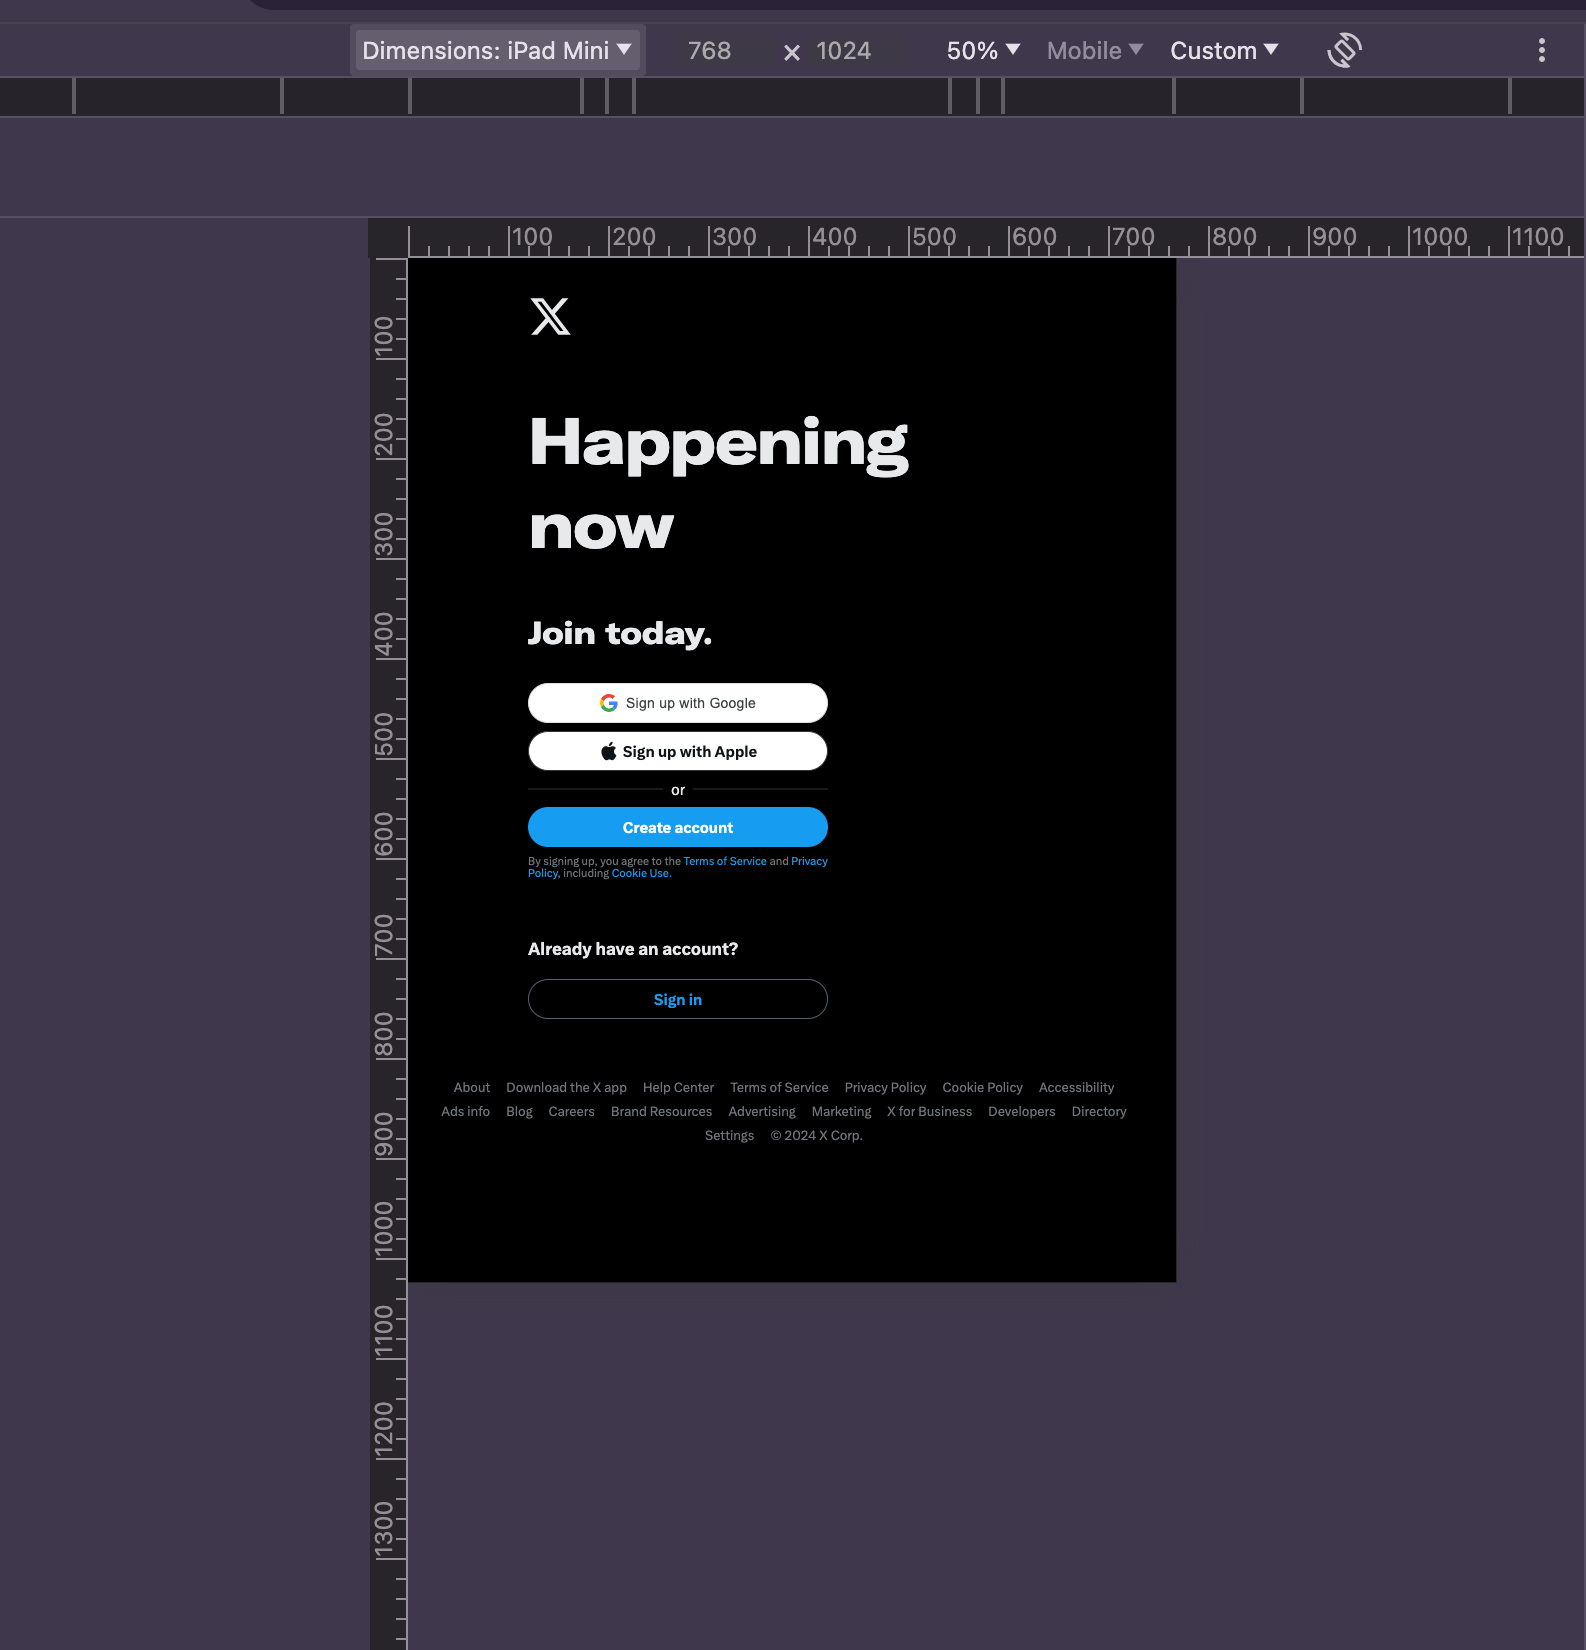 Dimensions: iPad Mini ▼ 768 × 1024 50% ▼ Mobile ▼ Custom ▼
100 200 300 400 500 600 700 800 900 1000 1100
100
200
300
400
500
600
700
800
900
1000
1100
1200
1300
Happening
now
Join today.
Sign up with Google
Sign up with Apple
or
Create account
By signing up, you agree to the Terms of Service and Privacy
Policy, including Cookie Use.
Already have an account?
Sign in
About Download the X app Help Center Terms of Service Privacy Policy Cookie Policy Accessibility
Ads info Blog Careers Brand Resources Advertising Marketing X for Business Developers Directory
Settings © 2024 X Corp.